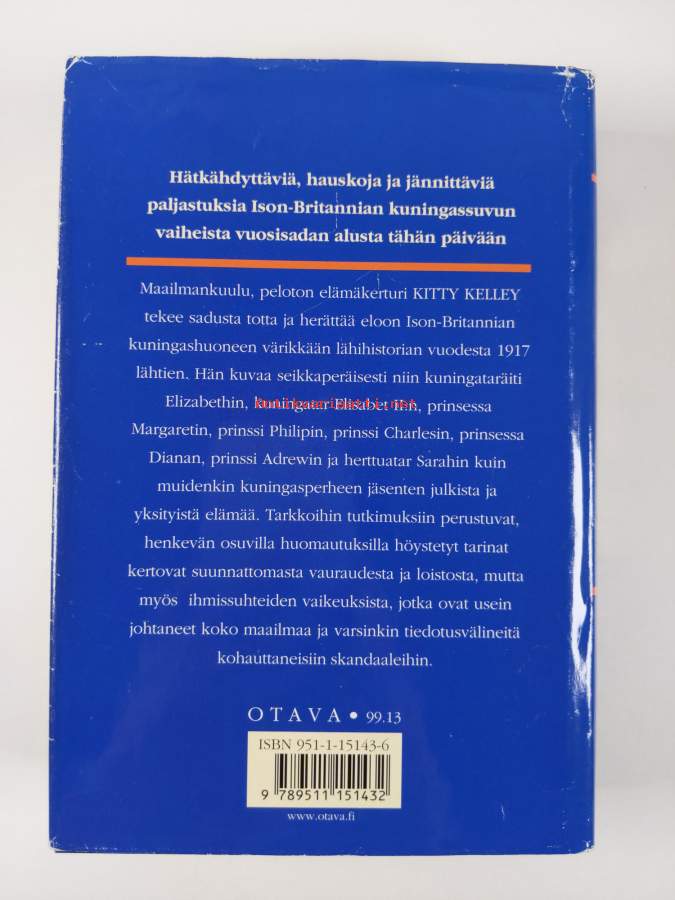 Hätkähdyttäviä, hauskoja ja jännittäviä
paljastuksia Ison-Britannian kuningassuvun
vaiheista vuosisadan alusta tähän päivään
Maailmankuulu, peloton elämäkerturi KITTY KELLEY
tekee sadusta totta ja herättää eloon Ison-Britannian
kuningashuoneen värikkään lähihistorian vuodesta 1917
lähtien. Hän kuvaa seikkaperäisesti niin kuningataräiti
Elizabethin, kuningatar Elisabet II:n, prinsessa
Margaretin, prinssi Philipin, prinssi Charlesin, prinsessa
Dianan, prinssi Adrewin ja herttuatar Sarahin kuin
muidenkin kuningasperheen jäsenten julkista ja
yksityistä elämää. Tarkkoihin tutkimuksiin perustuvat,
henkevän osuvilla huomautuksilla höystetyt tarinat
kertovat suunnattomasta vauraudesta ja loistosta, mutta
myös ihmissuhteiden vaikeuksista, jotka ovat usein
johtaneet koko maailmaa ja varsinkin tiedotusvälineitä
kohauttaneisiin skandaaleihin.
OTAVA • 99.13
ISBN 951-1-15143-6
9 789511 151432
www.otava.fi